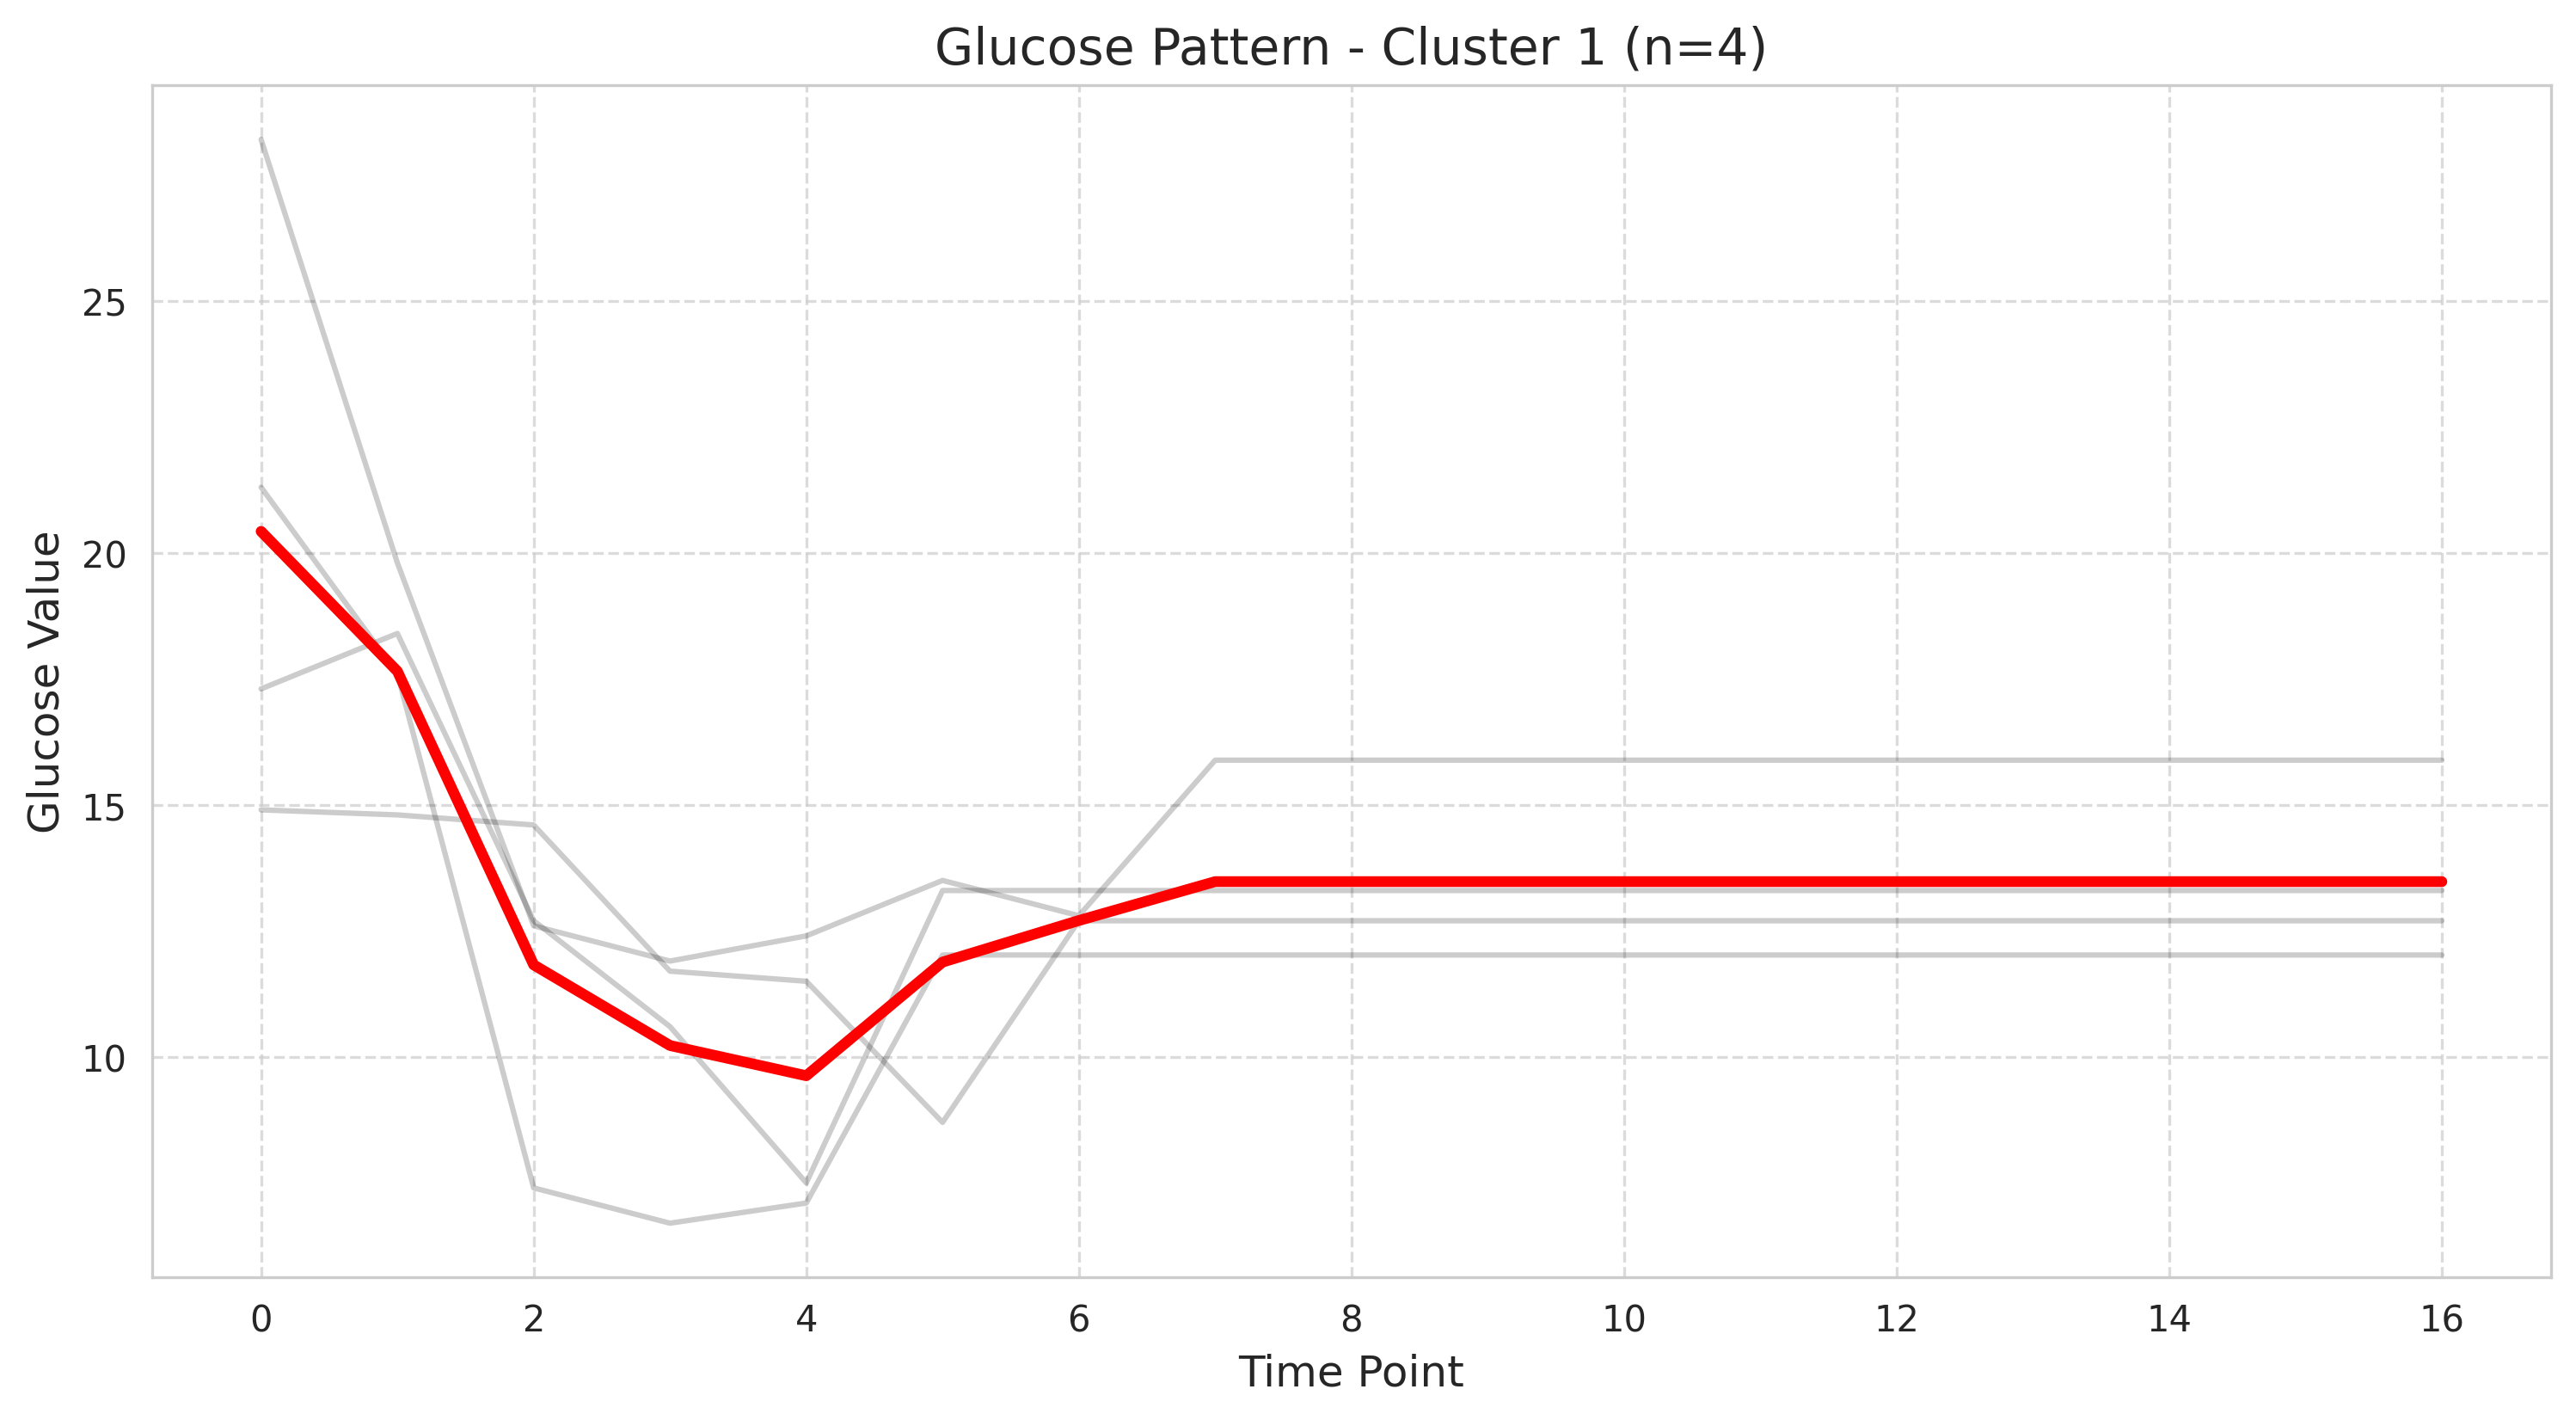 Glucose Pattern - Cluster 1 (n=4)
Glucose Value
25
20
15
10
0 2 4 6 8 10 12 14 16
Time Point